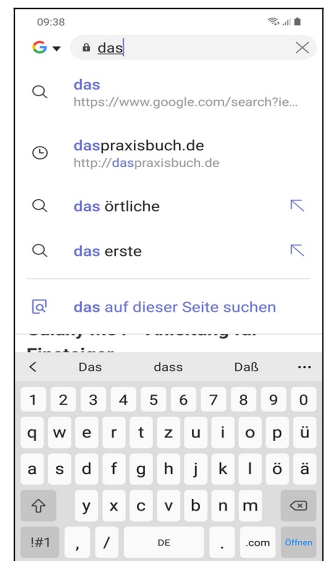 09:38
das
das
https://www.google.com/search?ie...
daspraxisbuch.de
http://daspraxisbuch.de
das örtliche
das erste
das auf dieser Seite suchen
Das dass Daß
1 2 3 4 5 6 7 8 9 0
q w e r t z u i o p ü
a s d f g h j k l ö ä
y x c v b n m
!#1 , / DE . .com Öffnen